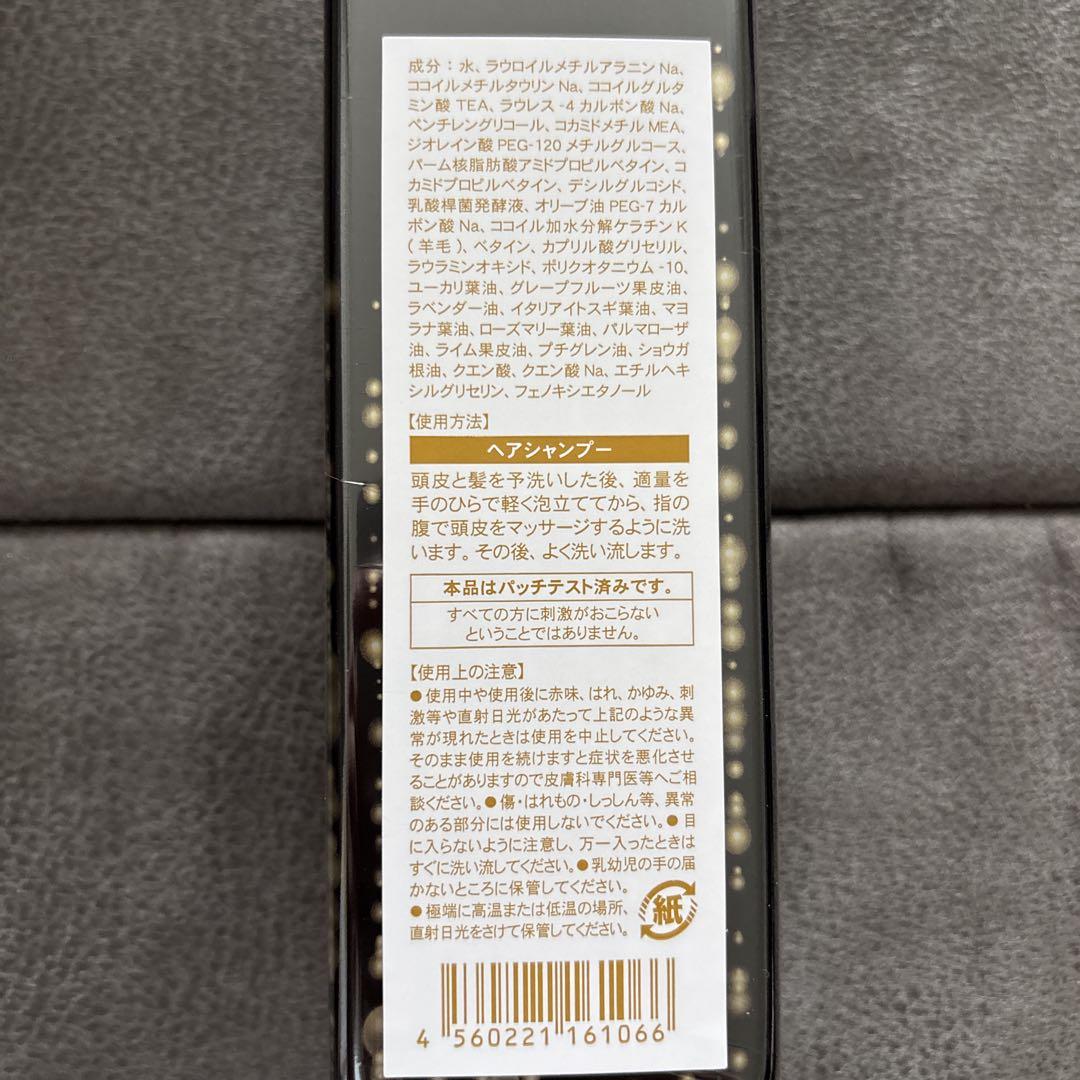 成分：水、ラウロイルメチルアラニンNa、
ココイルメチルタウリンNa、ココイルグルタ
ミン酸TEA、ラウレス-4カルボン酸Na、
ペンチレングリコール、コカミドメチルMEA、
ジオレイン酸PEG-120メチルグルコース、
パーム核脂肪酸アミドプロピルベタイン、コ
カミドプロピルベタイン、デシルグルコシド、
乳酸桿菌発酵液、オリーブ油PEG-7カル
ボン酸Na、ココイル加水分解ケラチンK
(羊毛)、ベタイン、カプリル酸グリセリル、
ラウラミンオキシド、ポリクオタニウム-10、
ユーカリ葉油、グレープフルーツ果皮油、
ラベンダー油、イタリアイトスギ葉油、マヨ
ラナ葉油、ローズマリー葉油、パルマローザ
油、ライム果皮油、プチグレン油、ショウガ
根油、クエン酸、クエン酸Na、エチルヘキ
シルグリセリン、フェノキシエタノール
【使用方法】
ヘアシャンプー
頭皮と髪を予洗いした後、適量を
手のひらで軽く泡立ててから、指の
腹で頭皮をマッサージするように洗
います。その後、よく洗い流します。
本品はパッチテスト済みです。
すべての方に刺激がおこらない
ということではありません。
【使用上の注意】
●使用中や使用後に赤味、はれ、かゆみ、刺
激等や直射日光があたって上記のような異
常が現れたときは使用を中止してください。
そのまま使用を続けますと症状を悪化させ
ることがありますので皮膚科専門医等へご相
談ください。●傷・はれもの・しっしん等、異常
のある部分には使用しないでください。●目
に入らないように注意し、万一入ったときは
すぐに洗い流してください。●乳幼児の手の届
かないところに保管してください。
●極端に高温または低温の場所、
直射日光をさけて保管してください。
紙
4 560221 161066